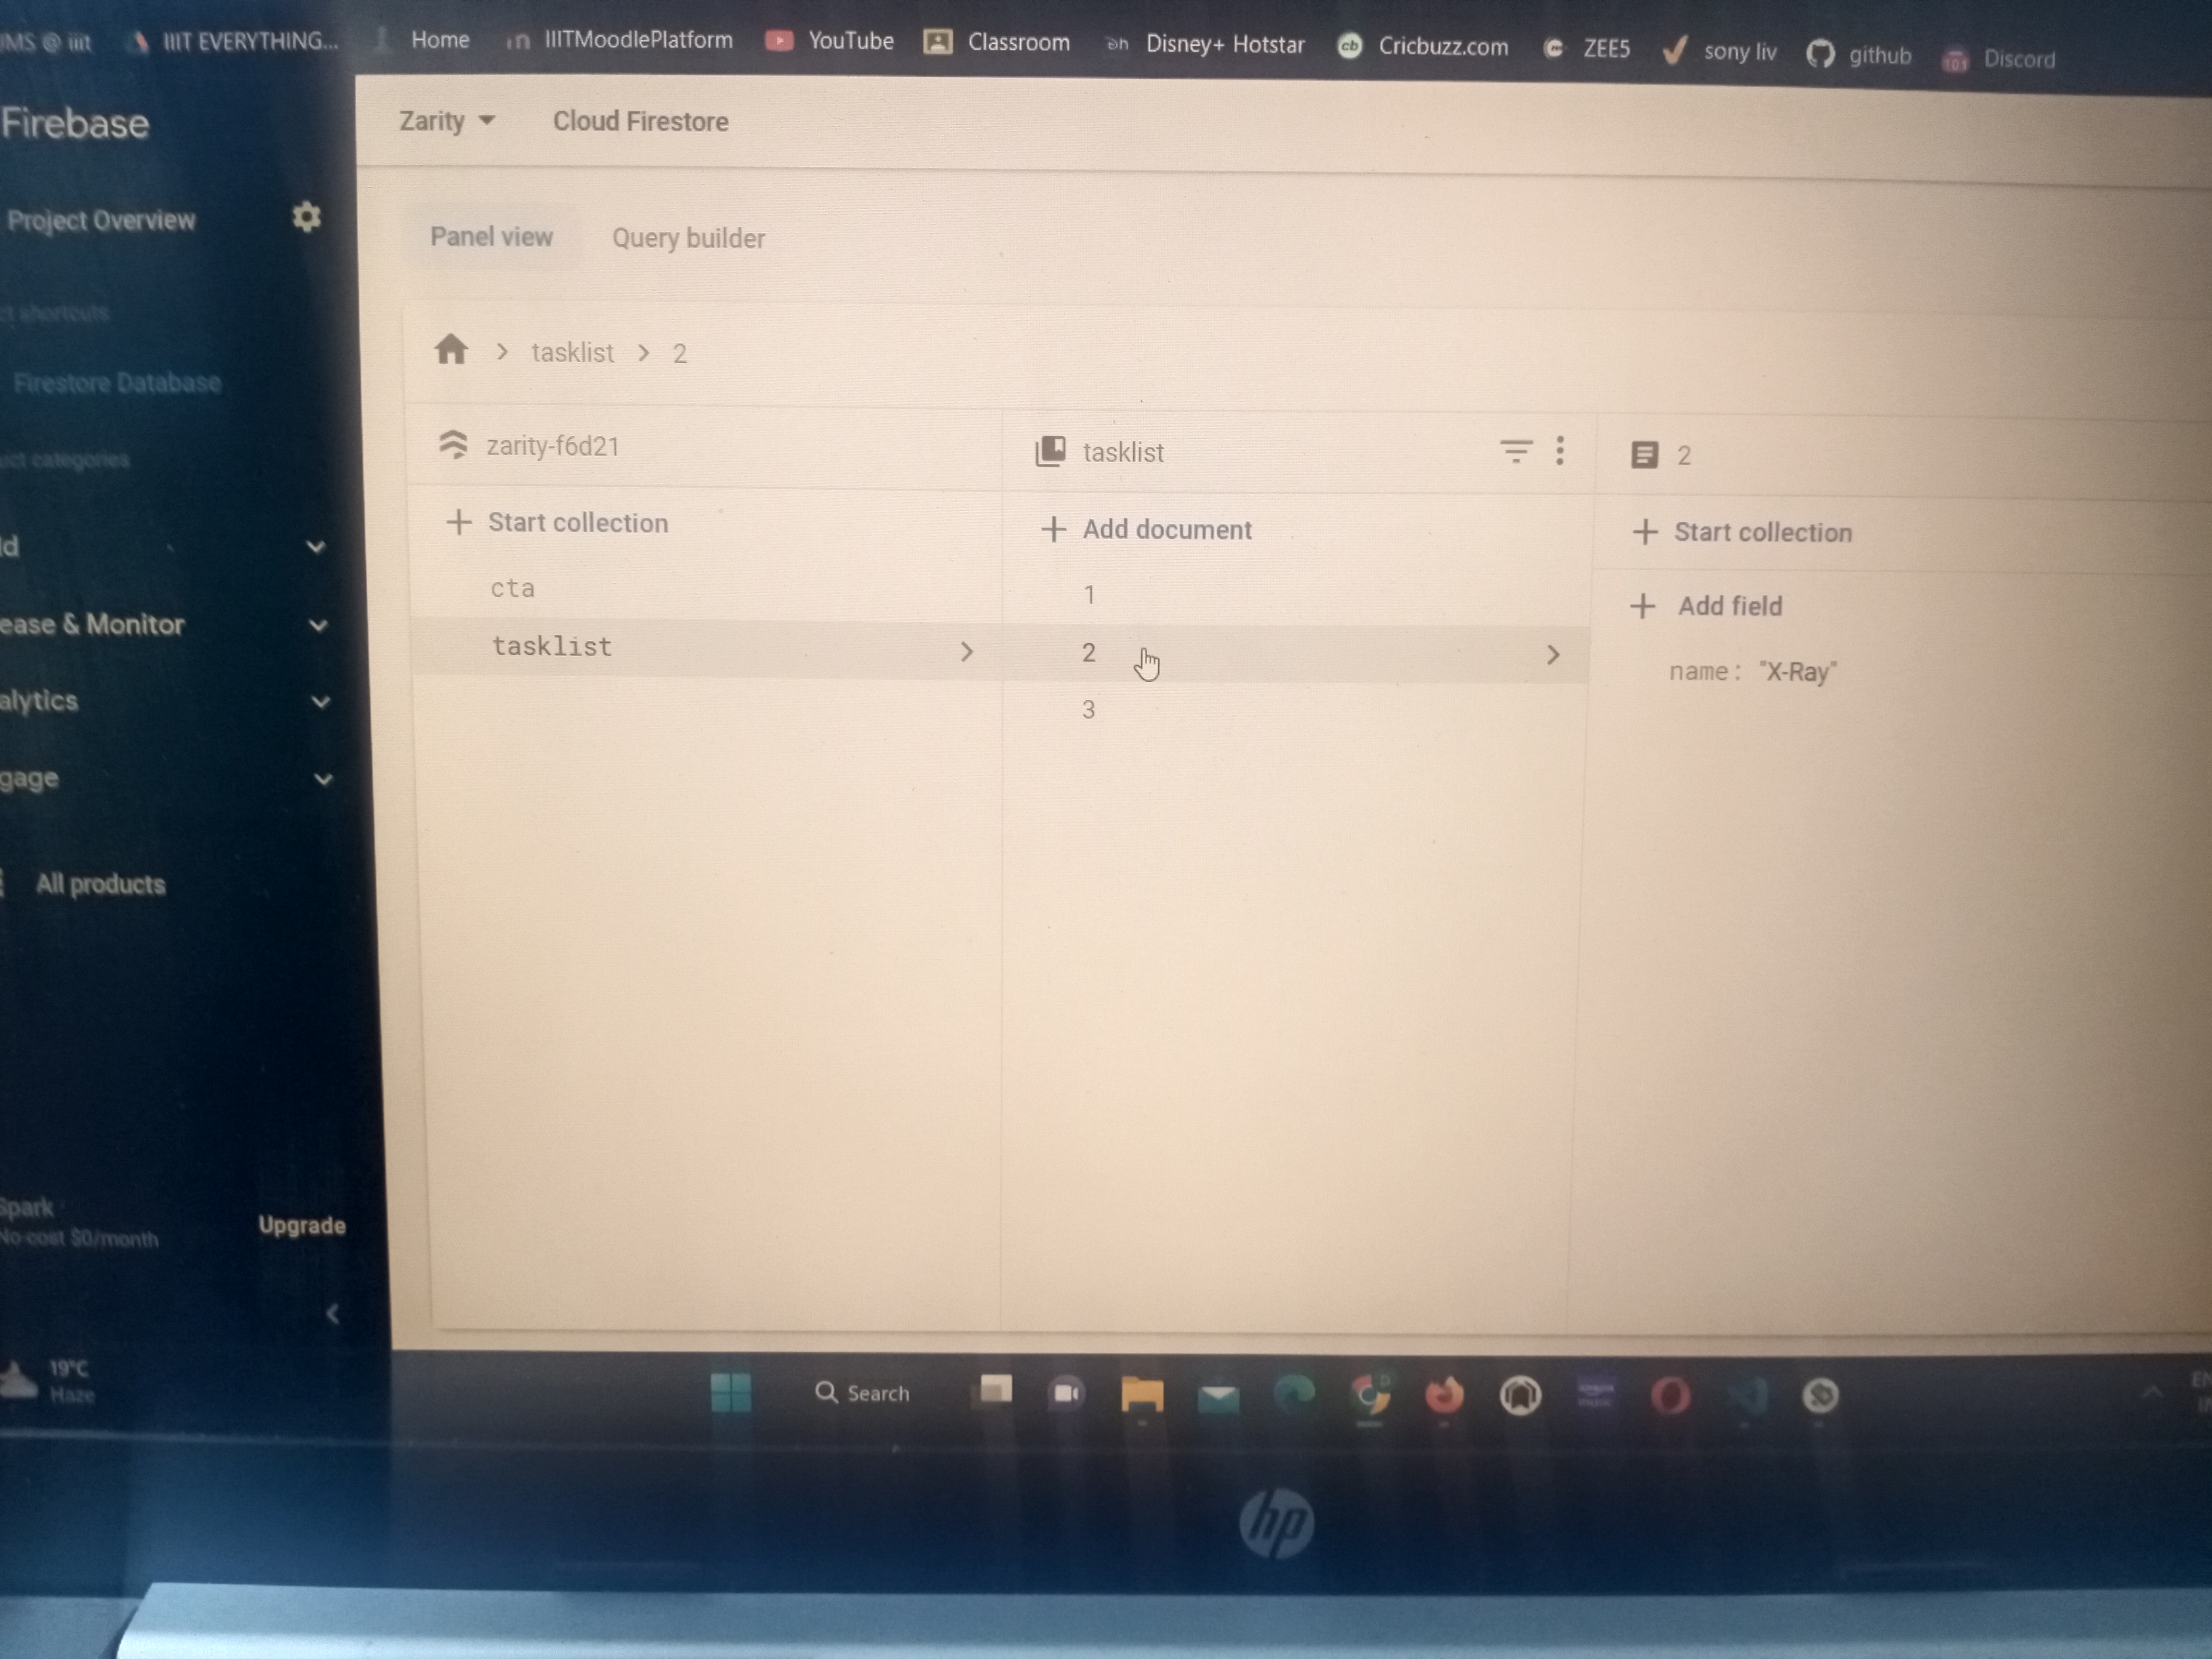 IMS @ iiit IIIT EVERYTHING... Home IIITMoodlePlatform YouTube Classroom Disney+ Hotstar Cricbuzz.com ZEE5 sony liv github Discord
Firebase
Zarity Cloud Firestore
Project Overview
Panel view Query builder
ct shortcuts
tasklist > 2
Firestore Database
zarity-f6d21 tasklist 2
uct categories
+ Start collection + Add document + Start collection
cta 1 + Add field
ld
tasklist 2 name: "X-Ray"
ease & Monitor
3
alytics
gage
All products
Spark
No-cost $0/month Upgrade
19°C
Haze
Search
hp